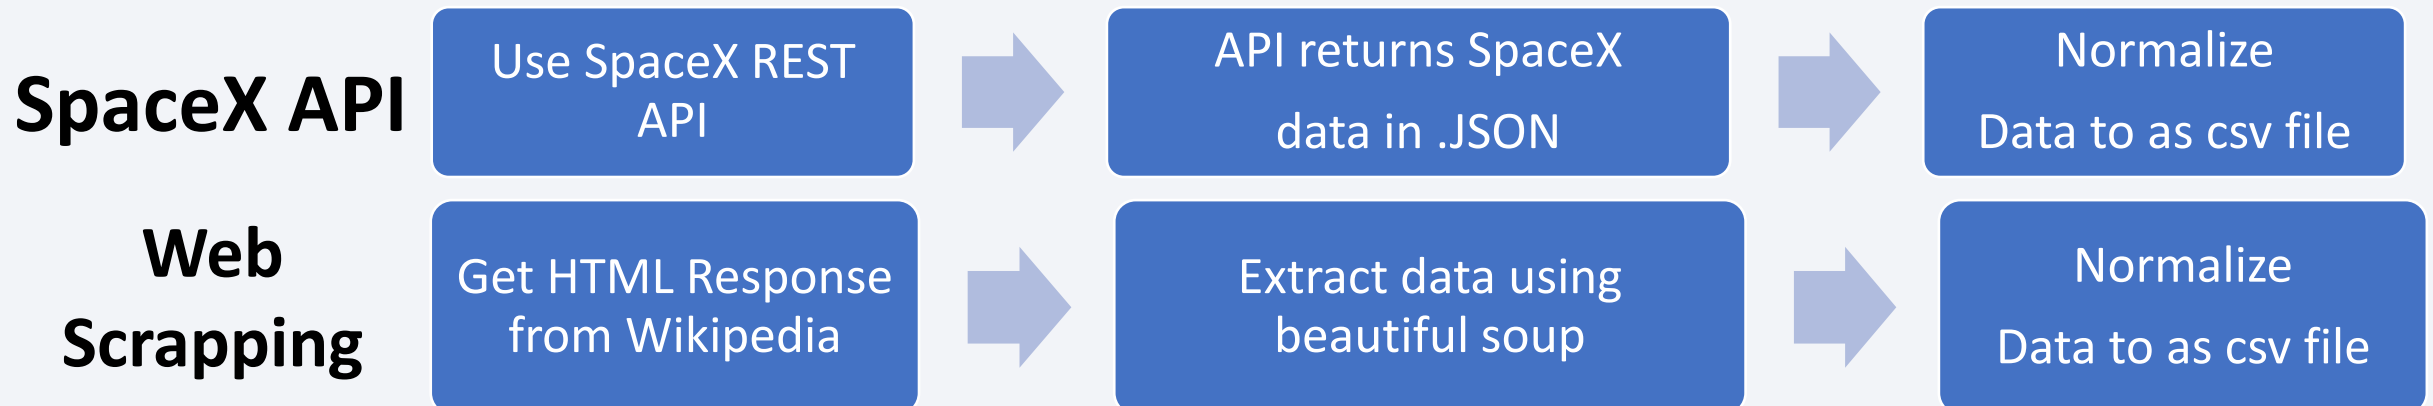 SpaceX API
Use SpaceX REST
API
API returns SpaceX
data in .JSON
Normalize
Data to as csv file
Web
Scrapping
Get HTML Response
from Wikipedia
Extract data using
beautiful soup
Normalize
Data to as csv file